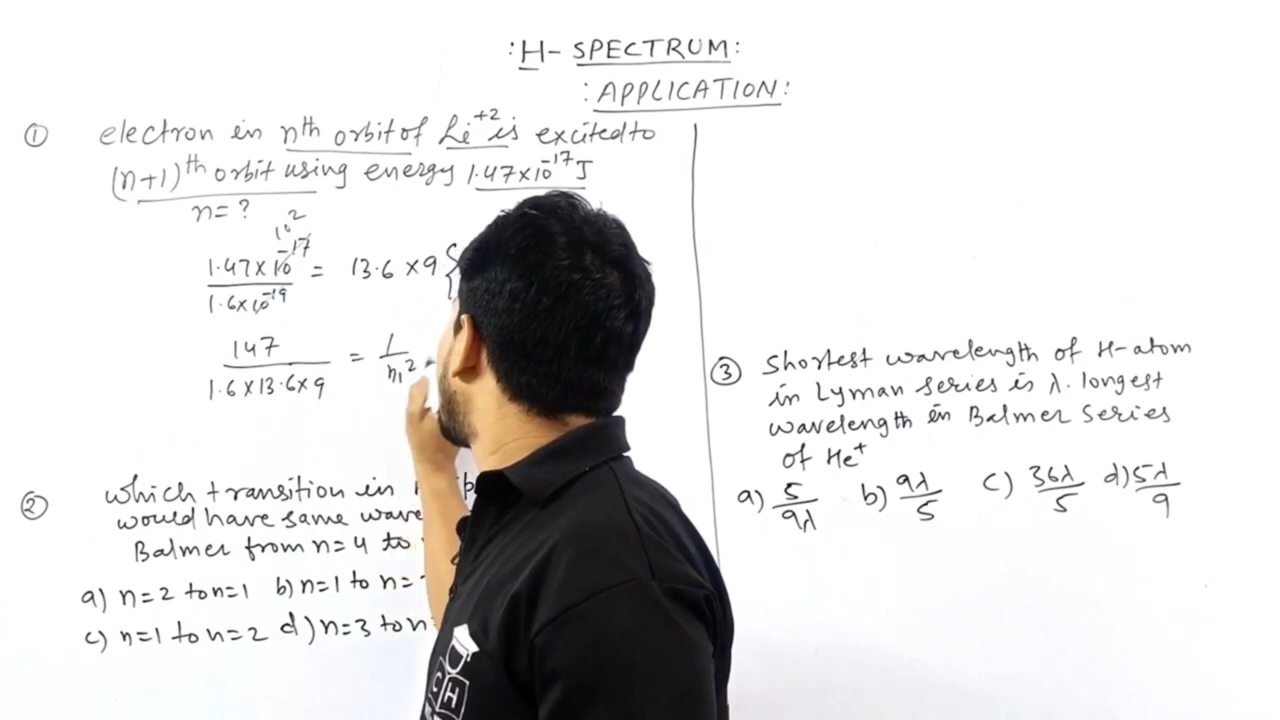 :H- SPECTRUM:
:APPLICATION:
① electron in nth orbit of Li⁺² is excited to
(n+1)th orbit using energy 1.47×10⁻¹⁷J
n=?
10²
1.47×10⁻¹⁷ = 13.6×9{
1.6×10⁻¹⁹
147 = 1
1.6×13.6×9 n₁²
② which transition in
would have same
Balmer from n=4 to
a) n=2 to n=1 b) n=1 to n=
c) n=1 to n=2 d) n=3 to
③ Shortest wavelength of H-atom
in Lyman series is λ. longest
wavelength in Balmer series
of He⁺
a) 5/9λ b) 9λ/5 c) 36λ/5 d) 5λ/9
C H